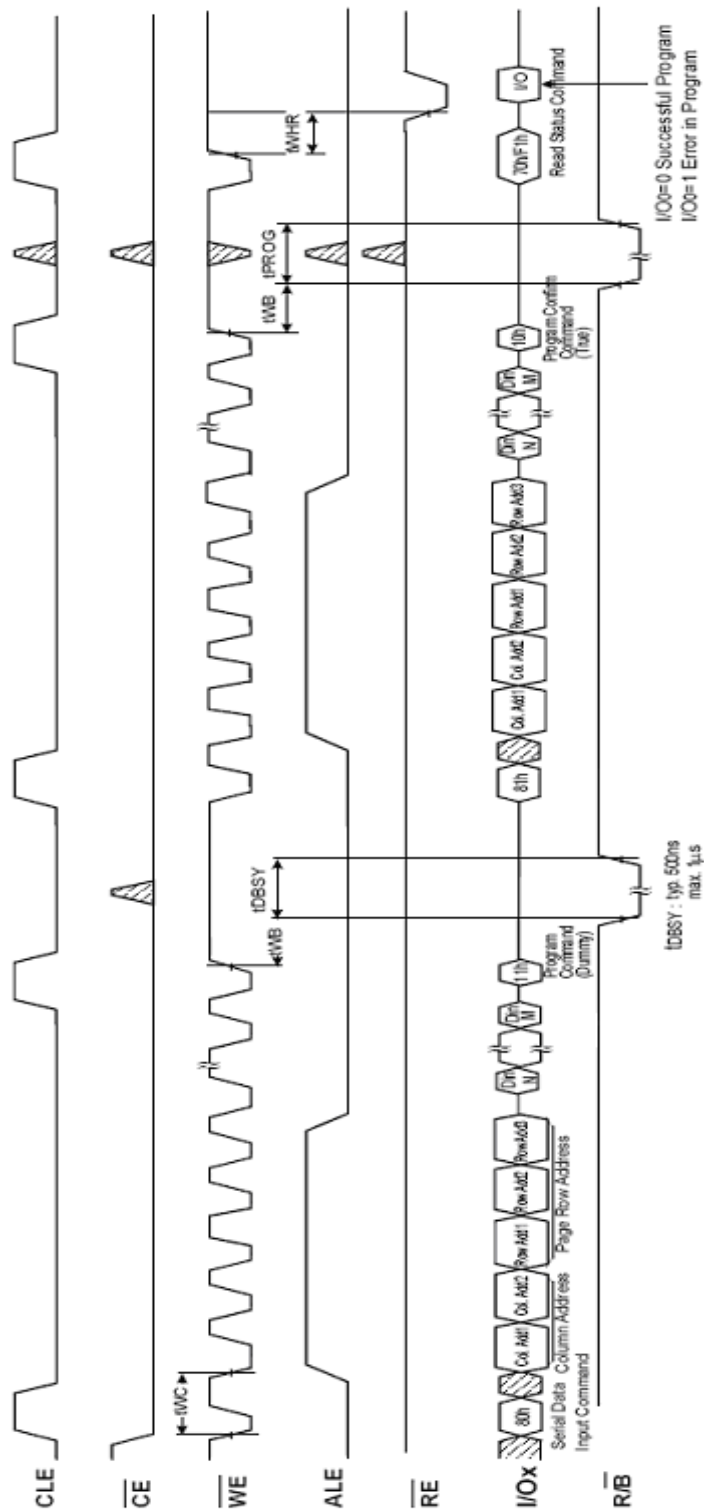 CLE
CE
WE
ALE
RE
I/Ox
R/B
tWC
tWB
tDBSY
tWB
tPROG
tWHR
80h
Col. Add1
Col. Add2
Row Add1
Row Add2
Row Add3
Din
N
Din
M
11h
81h
Col. Add1
Col. Add2
Row Add1
Row Add2
Row Add3
Din
N
Din
M
10h
70h/F1h
I/O
Serial Data
Input Command
Column Address
Page Row Address
Program
Command
(Dummy)
Program Confirm
Command
(True)
Read Status Command
tDBSY : typ. 500ns
max. 1μs
I/O0=0 Successful Program
I/O0=1 Error in Program